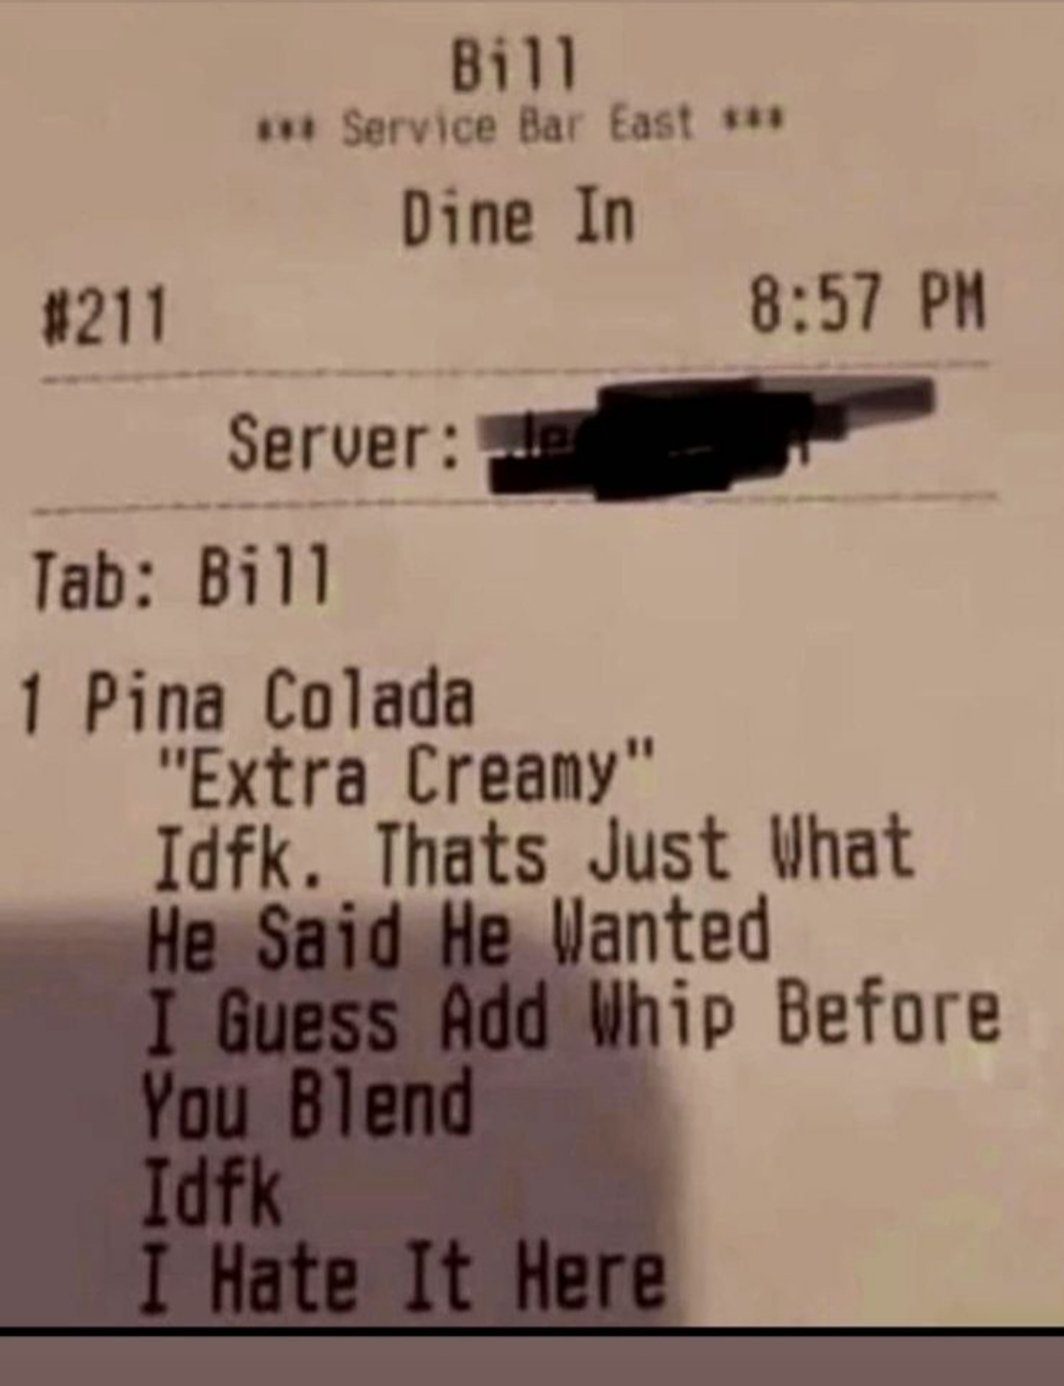 Bill
*** Service Bar East ***
Dine In
#211 8:57 PM
Server:
Tab: Bill
1 Pina Colada
"Extra Creamy"
Idfk. Thats Just What
He Said He Wanted
I Guess Add Whip Before
You Blend
Idfk
I Hate It Here